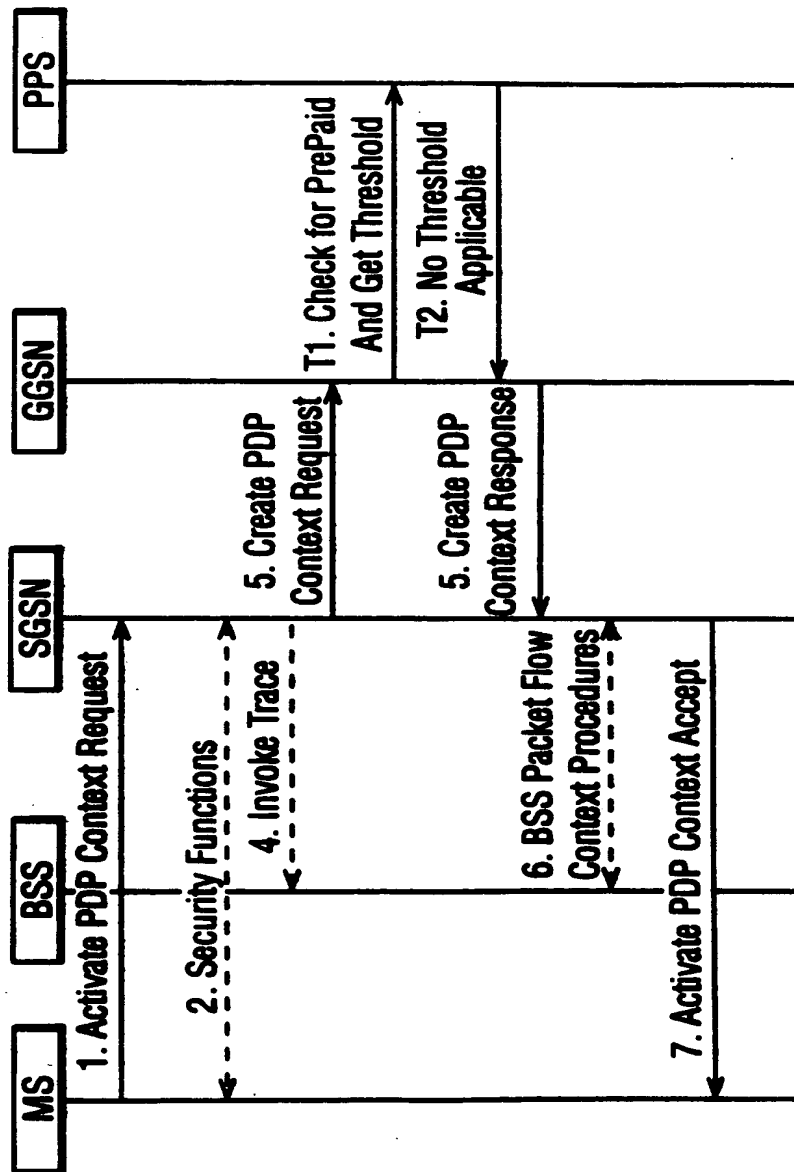 MS
BSS
SGSN
GGSN
PPS
1. Activate PDP Context Request
2. Security Functions
4. Invoke Trace
5. Create PDP
Context Request
T1. Check for PrePaid
And Get Threshold
T2. No Threshold
Applicable
5. Create PDP
Context Response
6. BSS Packet Flow
Context Procedures
7. Activate PDP Context Accept